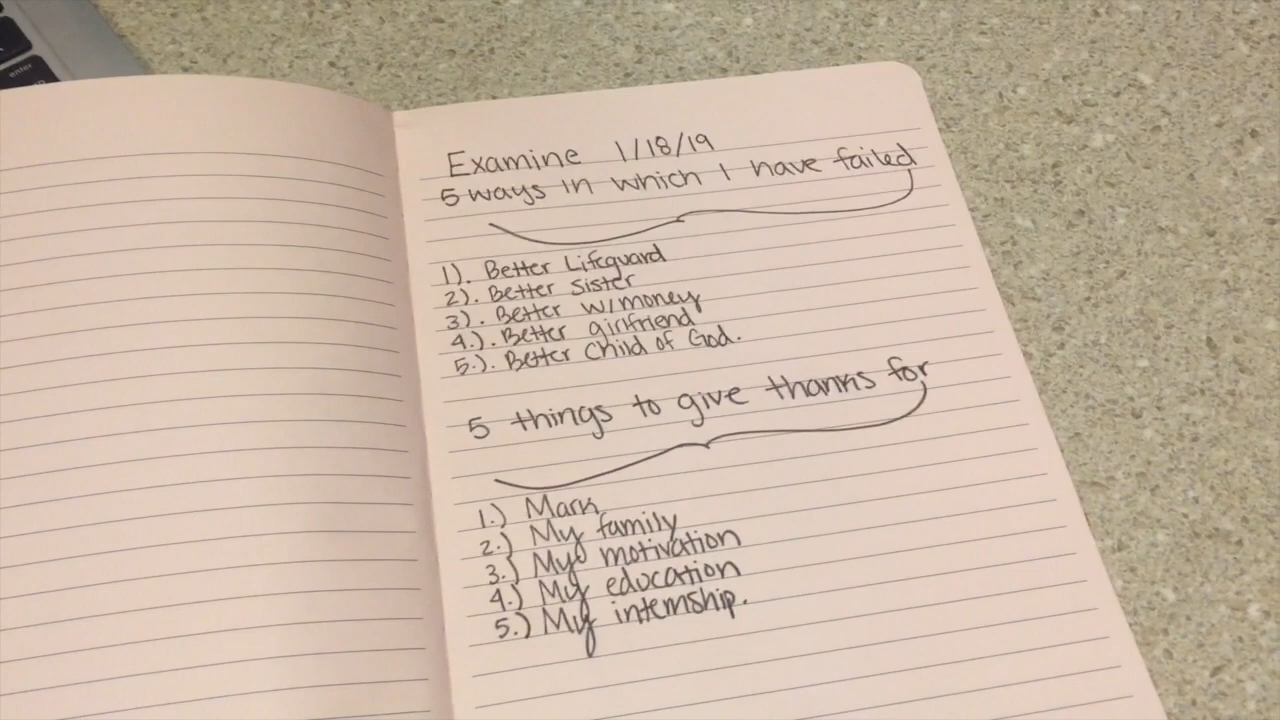 enter
Examine 1/18/19
5 ways in which I have failed
1). Better Lifeguard
2). Better Sister
3). Better w/money
4.). Better girlfriend
5.). Better Child of God.
5 things to give thanks for
1.) Mark
2.) My family
3.) My motivation
4.) My education
5.) My internship.